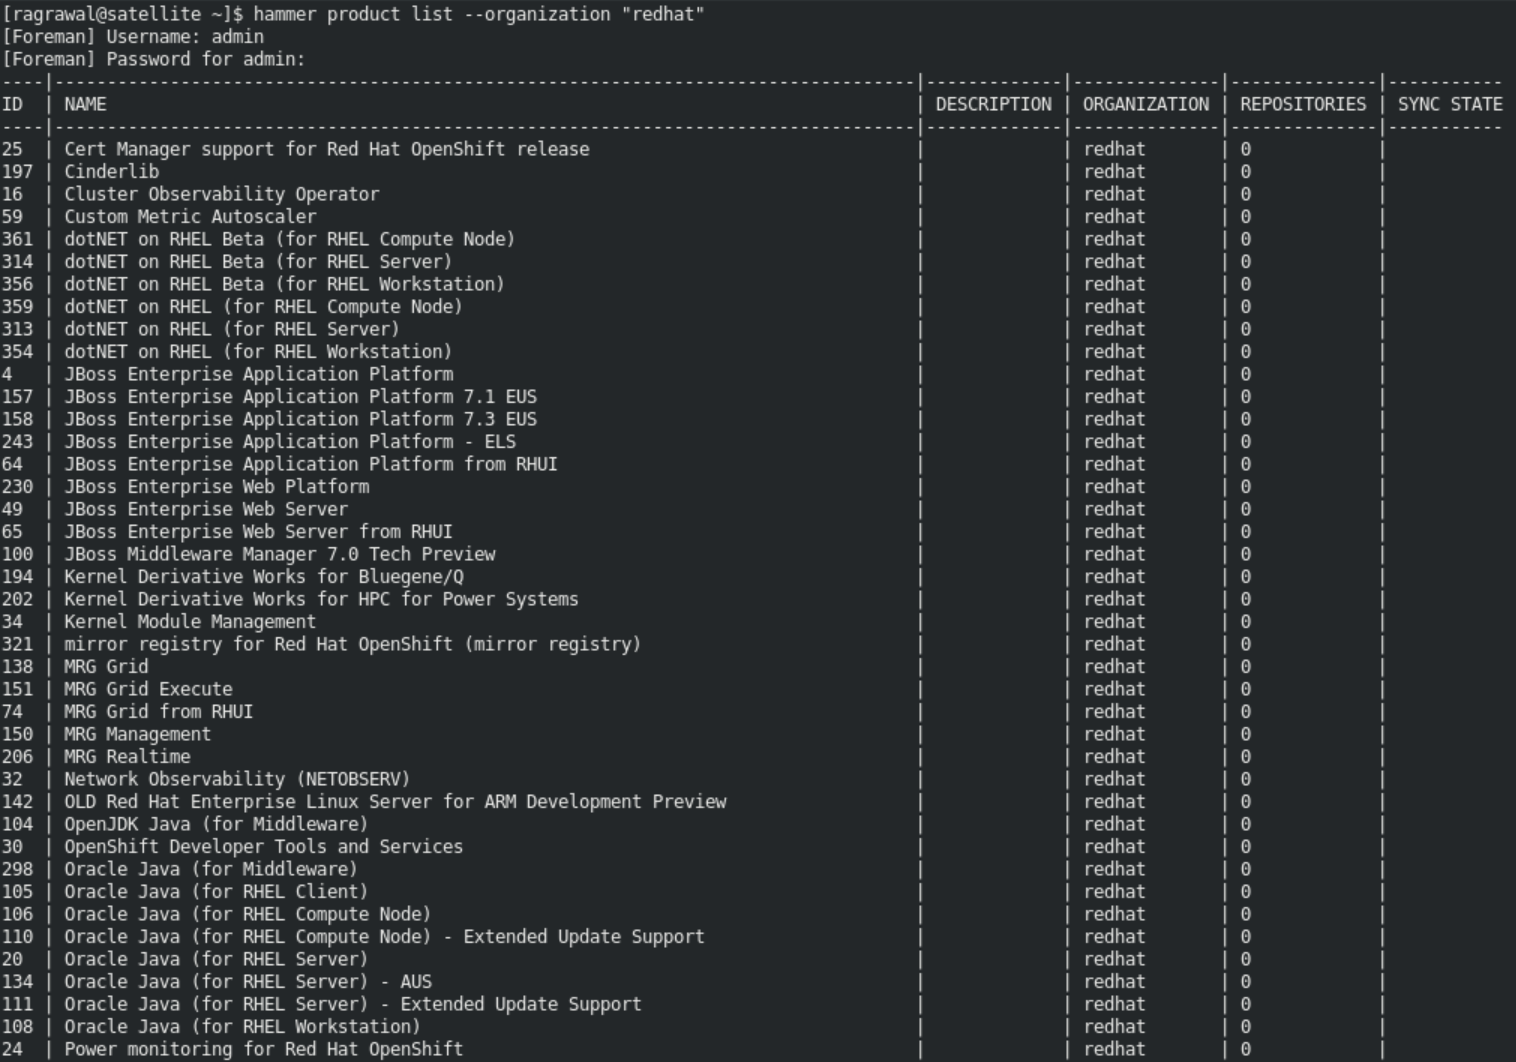 [ragrawal@satellite ~]$ hammer product list --organization "redhat"
[Foreman] Username: admin
[Foreman] Password for admin:
----|----------------------------------------------------------------------------------|-------------|--------------|--------------|-----------
ID  | NAME                                                                             | DESCRIPTION | ORGANIZATION | REPOSITORIES | SYNC STATE
----|----------------------------------------------------------------------------------|-------------|--------------|--------------|-----------
25  | Cert Manager support for Red Hat OpenShift release | | redhat | 0 |
197 | Cinderlib | | redhat | 0 |
16  | Cluster Observability Operator | | redhat | 0 |
59  | Custom Metric Autoscaler | | redhat | 0 |
361 | dotNET on RHEL Beta (for RHEL Compute Node) | | redhat | 0 |
314 | dotNET on RHEL Beta (for RHEL Server) | | redhat | 0 |
356 | dotNET on RHEL Beta (for RHEL Workstation) | | redhat | 0 |
359 | dotNET on RHEL (for RHEL Compute Node) | | redhat | 0 |
313 | dotNET on RHEL (for RHEL Server) | | redhat | 0 |
354 | dotNET on RHEL (for RHEL Workstation) | | redhat | 0 |
4   | JBoss Enterprise Application Platform | | redhat | 0 |
157 | JBoss Enterprise Application Platform 7.1 EUS | | redhat | 0 |
158 | JBoss Enterprise Application Platform 7.3 EUS | | redhat | 0 |
243 | JBoss Enterprise Application Platform - ELS | | redhat | 0 |
64  | JBoss Enterprise Application Platform from RHUI | | redhat | 0 |
230 | JBoss Enterprise Web Platform | | redhat | 0 |
49  | JBoss Enterprise Web Server | | redhat | 0 |
65  | JBoss Enterprise Web Server from RHUI | | redhat | 0 |
100 | JBoss Middleware Manager 7.0 Tech Preview | | redhat | 0 |
194 | Kernel Derivative Works for Bluegene/Q | | redhat | 0 |
202 | Kernel Derivative Works for HPC for Power Systems | | redhat | 0 |
34  | Kernel Module Management | | redhat | 0 |
321 | mirror registry for Red Hat OpenShift (mirror registry) | | redhat | 0 |
138 | MRG Grid | | redhat | 0 |
151 | MRG Grid Execute | | redhat | 0 |
74  | MRG Grid from RHUI | | redhat | 0 |
150 | MRG Management | | redhat | 0 |
206 | MRG Realtime | | redhat | 0 |
32  | Network Observability (NETOBSERV) | | redhat | 0 |
142 | OLD Red Hat Enterprise Linux Server for ARM Development Preview | | redhat | 0 |
104 | OpenJDK Java (for Middleware) | | redhat | 0 |
30  | OpenShift Developer Tools and Services | | redhat | 0 |
298 | Oracle Java (for Middleware) | | redhat | 0 |
105 | Oracle Java (for RHEL Client) | | redhat | 0 |
106 | Oracle Java (for RHEL Compute Node) | | redhat | 0 |
110 | Oracle Java (for RHEL Compute Node) - Extended Update Support | | redhat | 0 |
20  | Oracle Java (for RHEL Server) | | redhat | 0 |
134 | Oracle Java (for RHEL Server) - AUS | | redhat | 0 |
111 | Oracle Java (for RHEL Server) - Extended Update Support | | redhat | 0 |
108 | Oracle Java (for RHEL Workstation) | | redhat | 0 |
24  | Power monitoring for Red Hat OpenShift | | redhat | 0 |